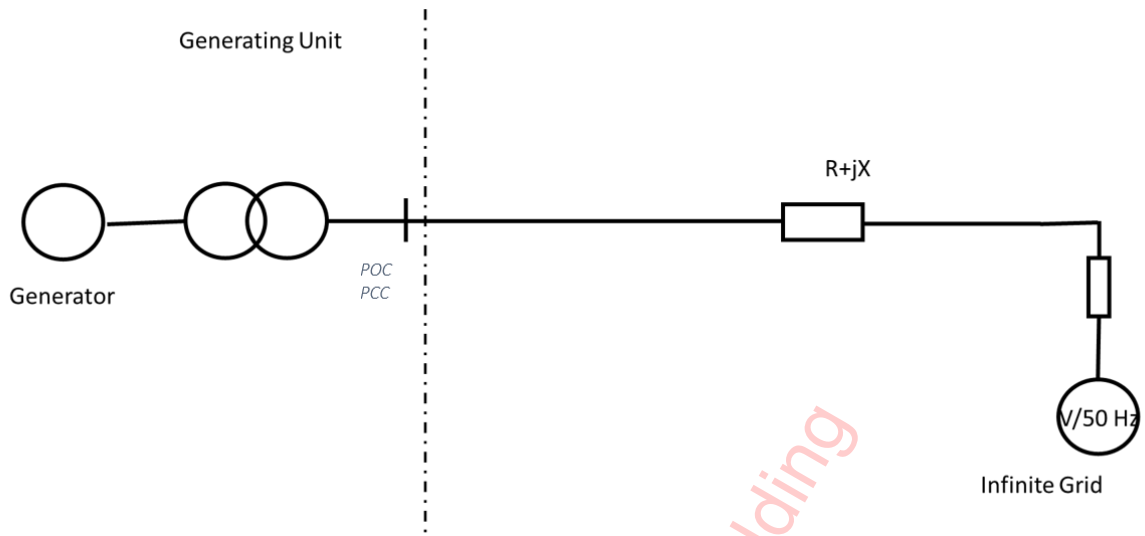 Generating Unit
R+jX
POC
PCC
Generator
V/50 Hz
Infinite Grid